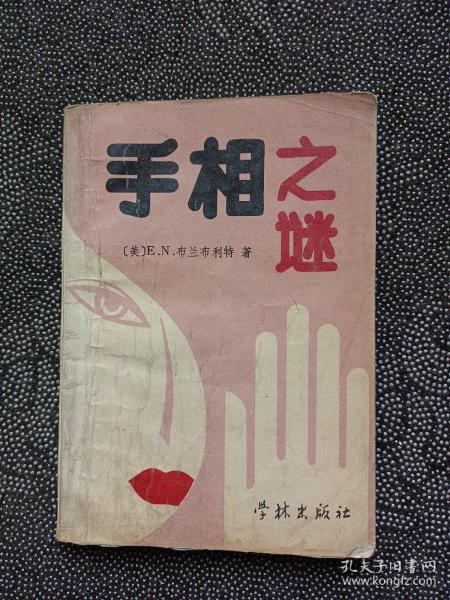 手相之谜
〔美〕E.N.布兰布利特 著
学林出版社
孔夫子旧书网
www.kongfz.com